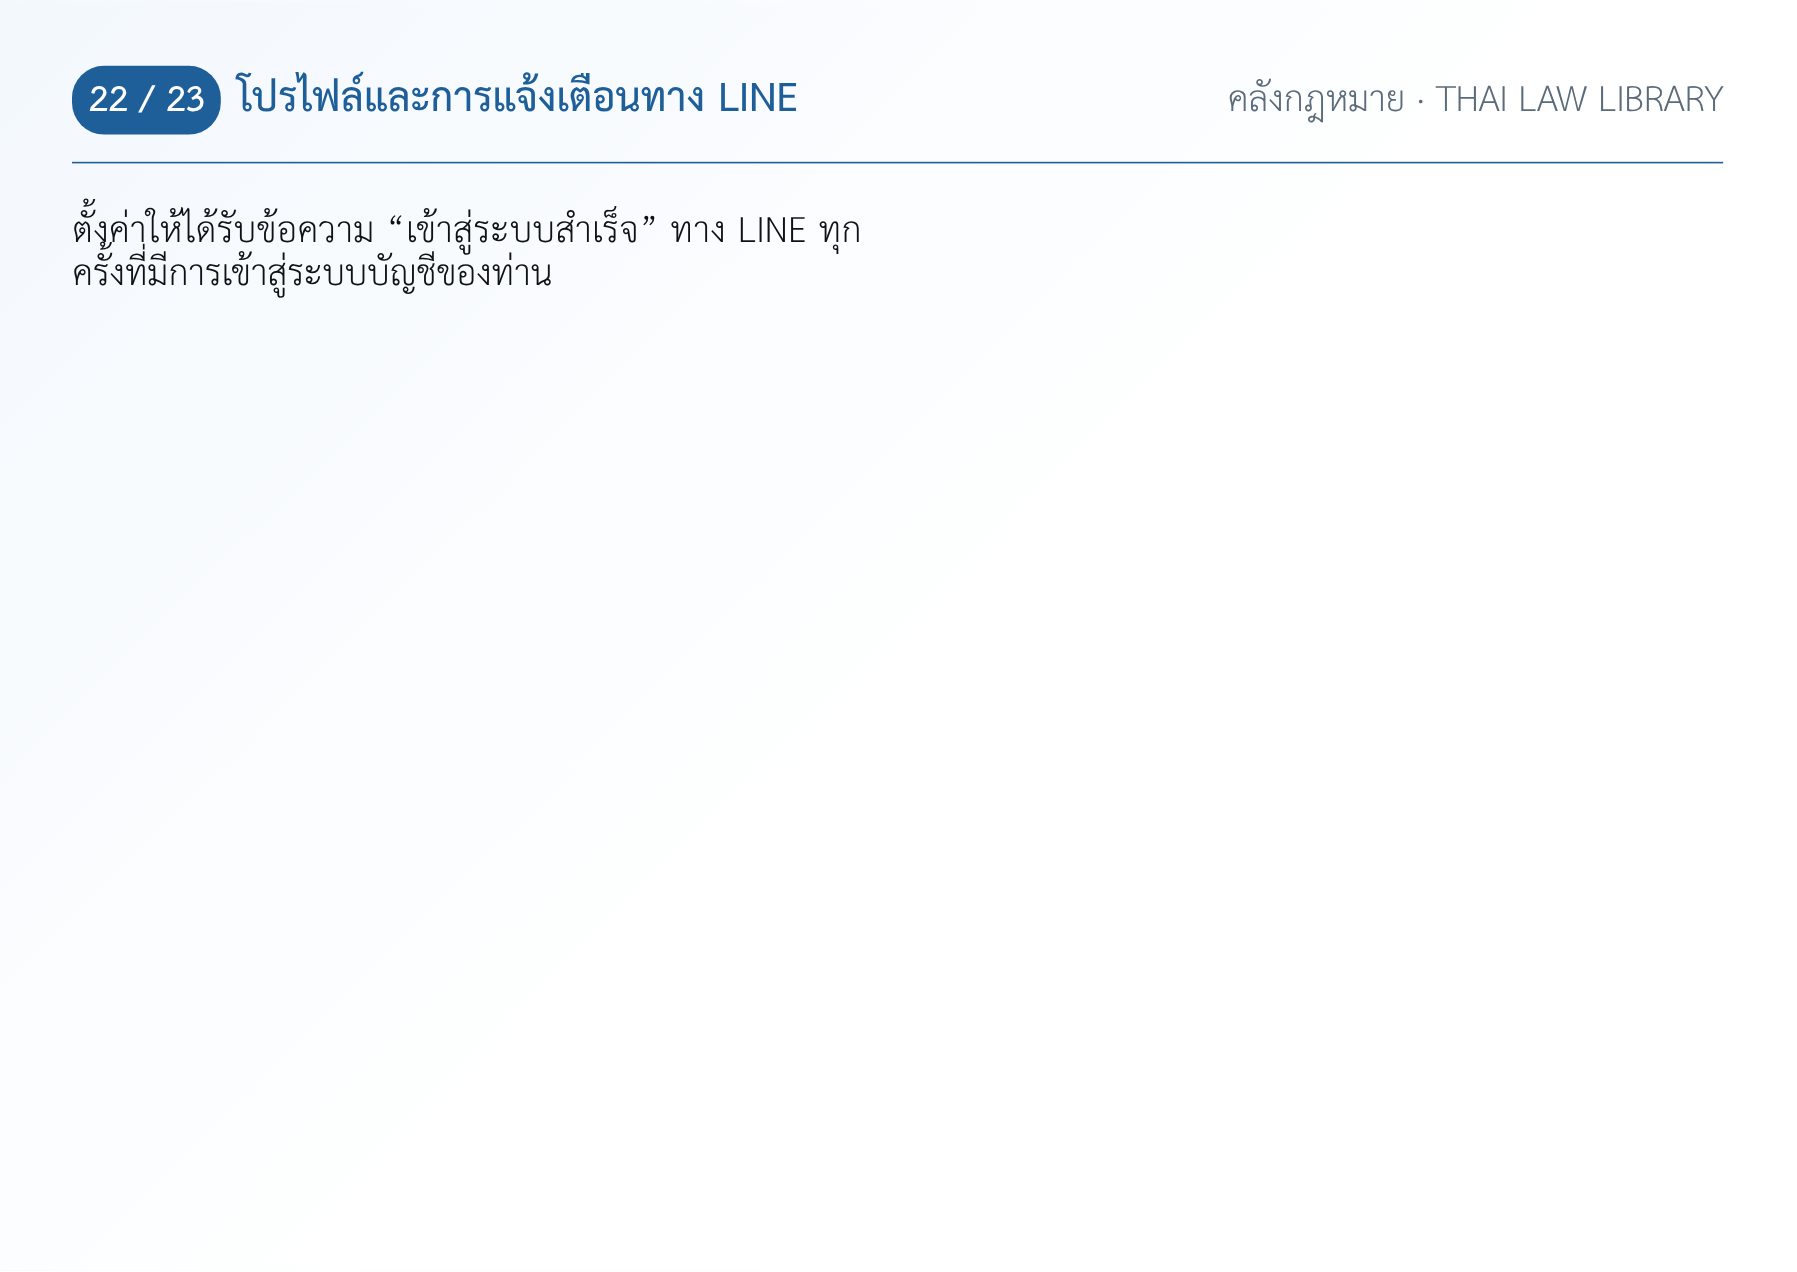 22 / 23 โปรไฟล์และการแจ้งเตือนทาง LINE
คลังกฎหมาย · THAI LAW LIBRARY
ตั้งค่าให้ได้รับข้อความ “เข้าสู่ระบบสำเร็จ” ทาง LINE ทุก
ครั้งที่มีการเข้าสู่ระบบบัญชีของท่าน